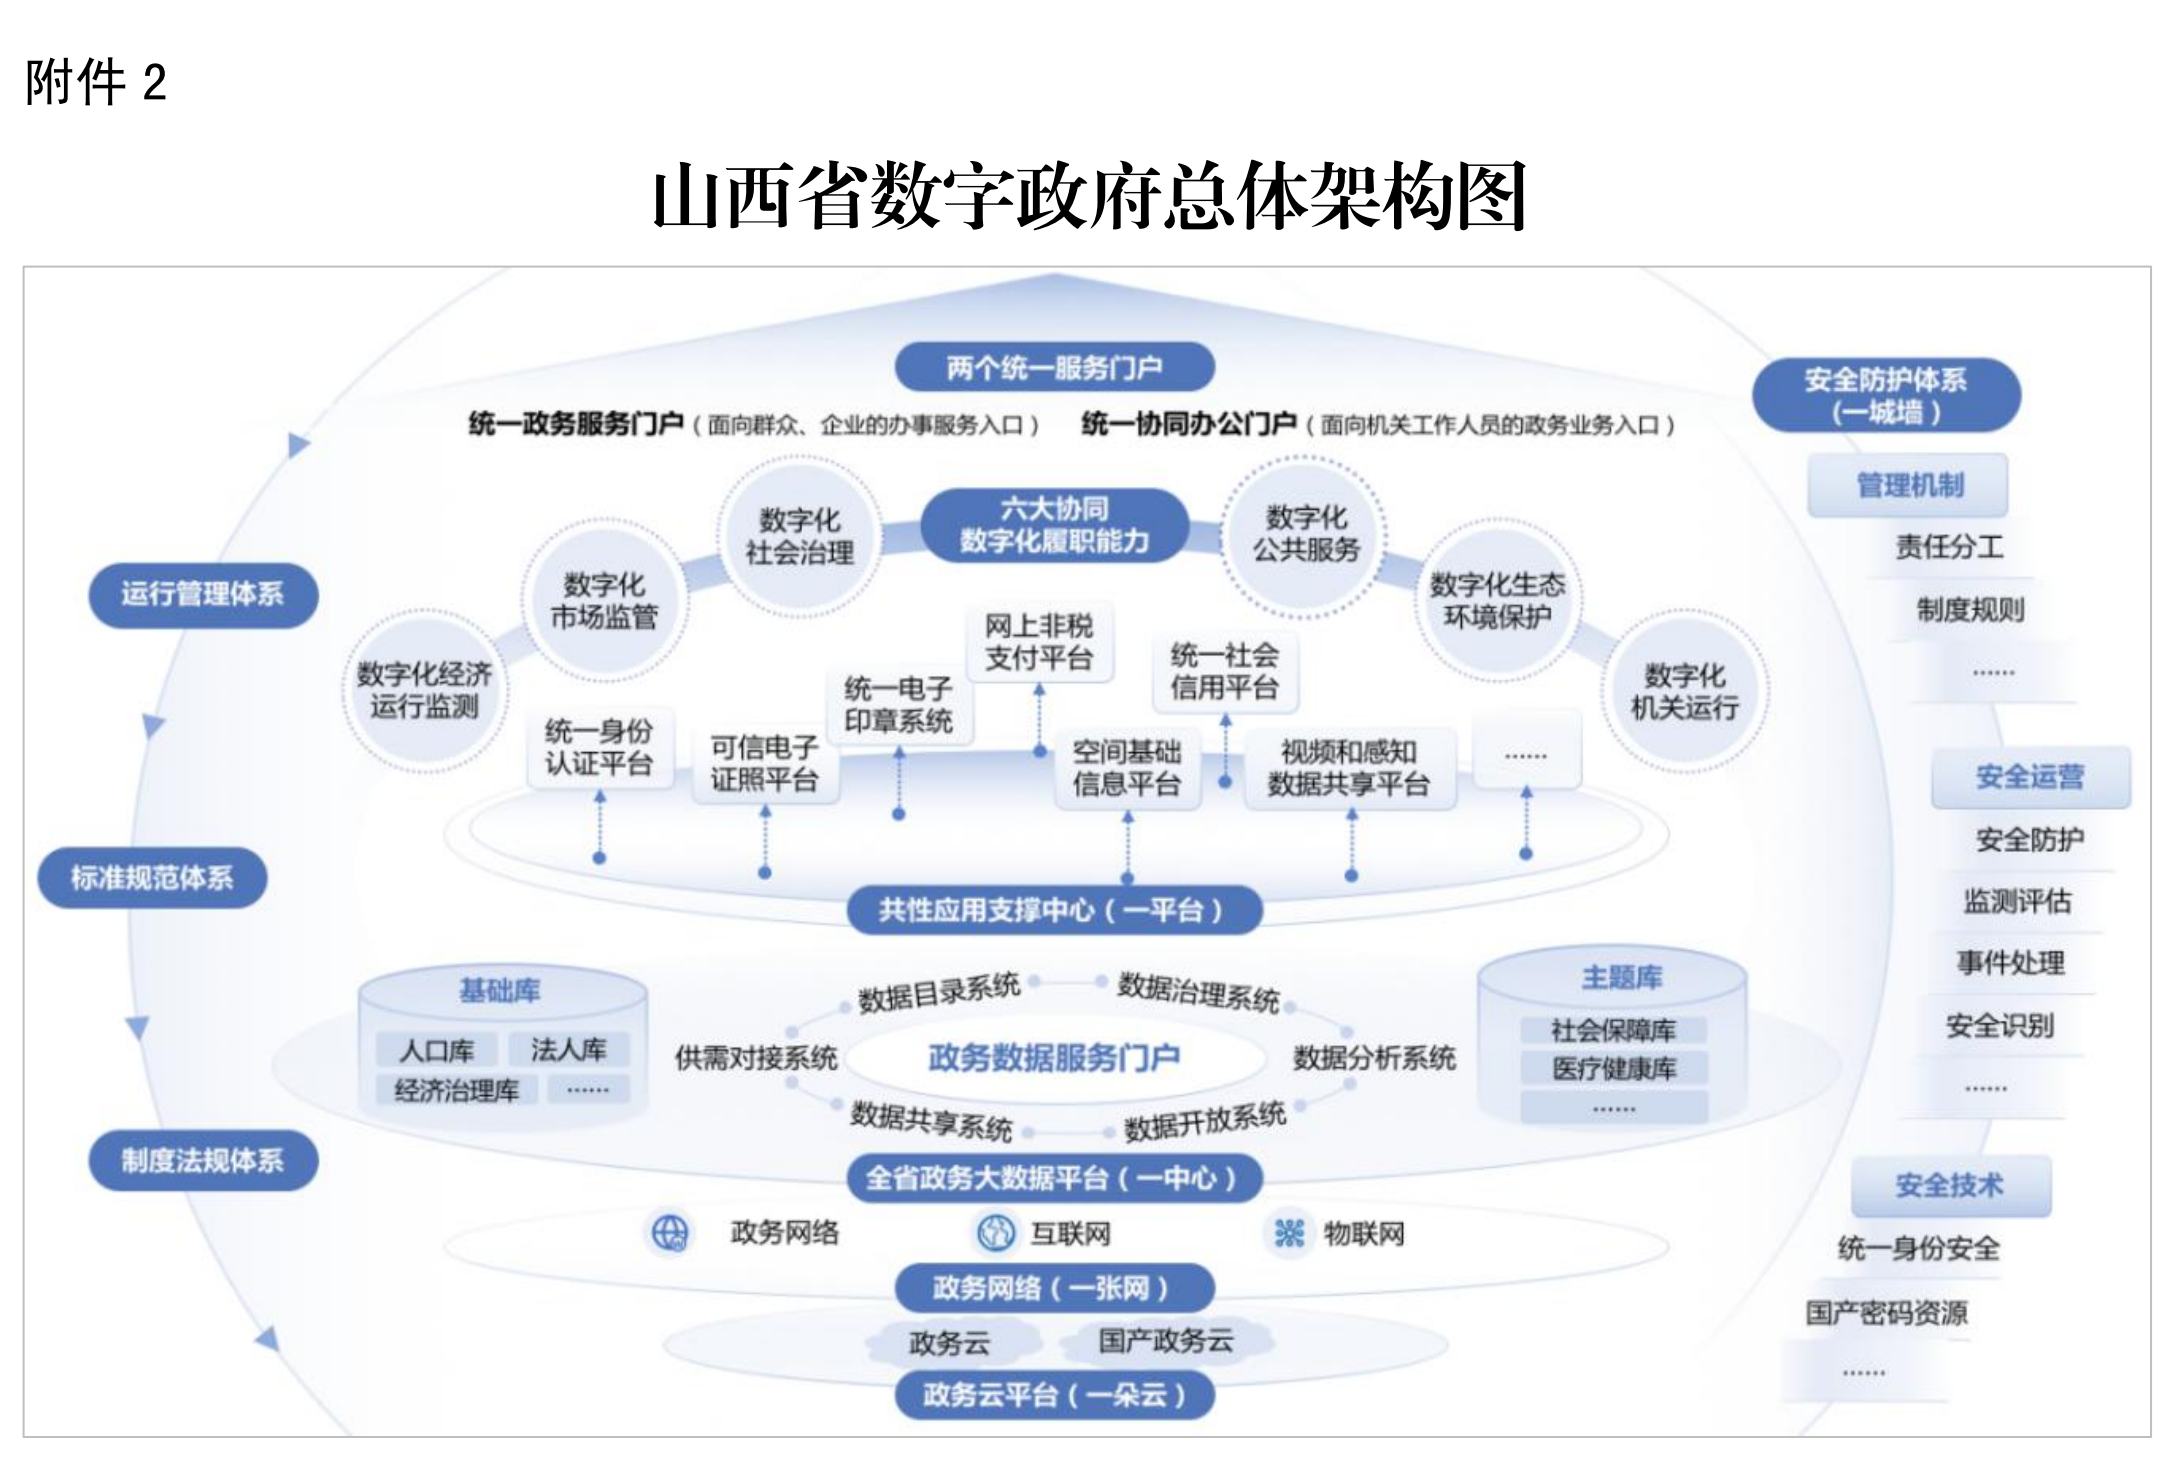 附件 2
山西省数字政府总体架构图
两个统一服务门户
统一政务服务门户（面向群众、企业的办事服务入口） 统一协同办公门户（面向机关工作人员的政务业务入口）
六大协同
数字化履职能力
数字化经济
运行监测
数字化
市场监管
数字化
社会治理
数字化
公共服务
数字化生态
环境保护
数字化
机关运行
统一身份
认证平台
可信电子
证照平台
统一电子
印章系统
网上非税
支付平台
空间基础
信息平台
统一社会
信用平台
视频和感知
数据共享平台
......
共性应用支撑中心（一平台）
基础库
人口库 法人库
经济治理库 ......
数据目录系统 数据治理系统
供需对接系统 政务数据服务门户 数据分析系统
数据共享系统 数据开放系统
主题库
社会保障库
医疗健康库
......
全省政务大数据平台（一中心）
政务网络 互联网 物联网
政务网络（一张网）
政务云 国产政务云
政务云平台（一朵云）
运行管理体系
标准规范体系
制度法规体系
安全防护体系
（一城墙）
管理机制
责任分工
制度规则
......
安全运营
安全防护
监测评估
事件处理
安全识别
......
安全技术
统一身份安全
国产密码资源
......